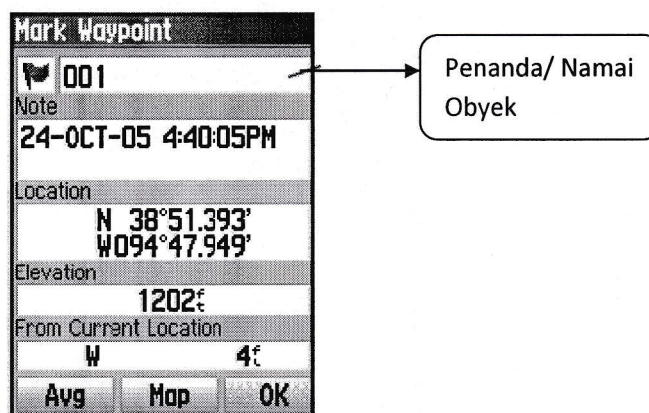 Mark Waypoint
001
Note
24-OCT-05 4:40:05PM
Location
N 38°51.393'
W094°47.949'
Elevation
1202ft
From Current Location
W 4ft
Avg Map OK
Penanda/ Namai
Obyek